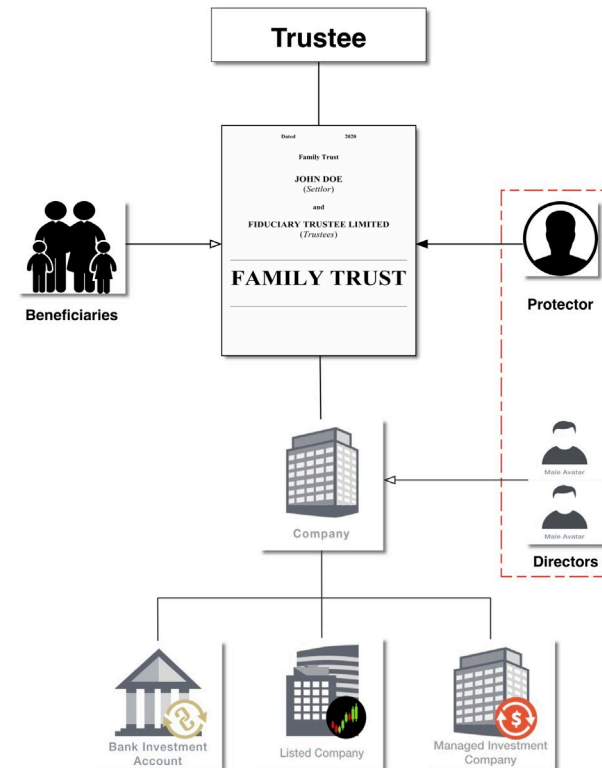 Trustee
Dated 2020
Family Trust
JOHN DOE
(Settlor)
and
FIDUCIARY TRUSTEE LIMITED
(Trustees)
FAMILY TRUST
Beneficiaries
Protector
Company
Male Avatar
Male Avatar
Directors
Bank Investment
Account
Listed Company
Managed Investment
Company